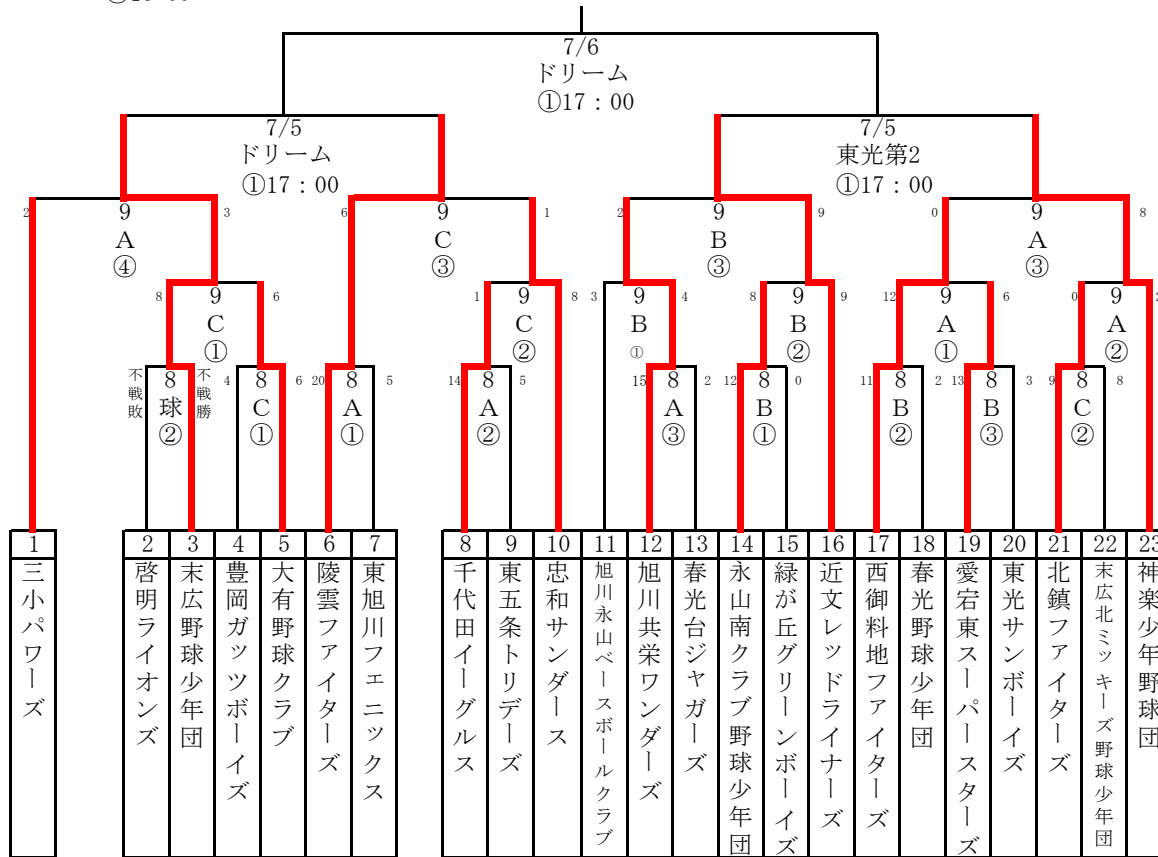 7/6
ドリーム
①17：00
7/5
ドリーム
①17：00
7/5
東光第2
①17：00
2 9 3
A
④
6 9 1
C
③
2 9 9
B
③
0 9 8
A
③
8 9 6
C
①
1 9 8
C
②
3 9 4
B
①
8 9 9
B
②
12 9 6
A
①
0 9
A
②
不戦敗 8 不戦勝
球
②
4 8 6
C
①
20 8 5
A
①
14 8 5
A
②
15 8 2
A
③
12 8 0
B
①
11 8 2
B
②
13 8 3
B
③
9 8 8
C
②
1 三小パワーズ
2 啓明ライオンズ
3 末広野球少年団
4 豊岡ガッツボーイズ
5 大有野球クラブ
6 陵雲ファイターズ
7 東旭川フェニックス
8 千代田イーグルス
9 東五条トリデーズ
10 忠和サンダース
11 旭川永山ベースボールクラブ
12 旭川共栄ワンダーズ
13 春光台ジャガーズ
14 永山南クラブ野球少年団
15 緑が丘グリーンボーイズ
16 近文レッドライナーズ
17 西御料地ファイターズ
18 春光野球少年団
19 愛宕東スーパースターズ
20 東光サンボーイズ
21 北鎮ファイターズ
22 末広北ミッキーズ野球少年団
23 神楽少年野球団